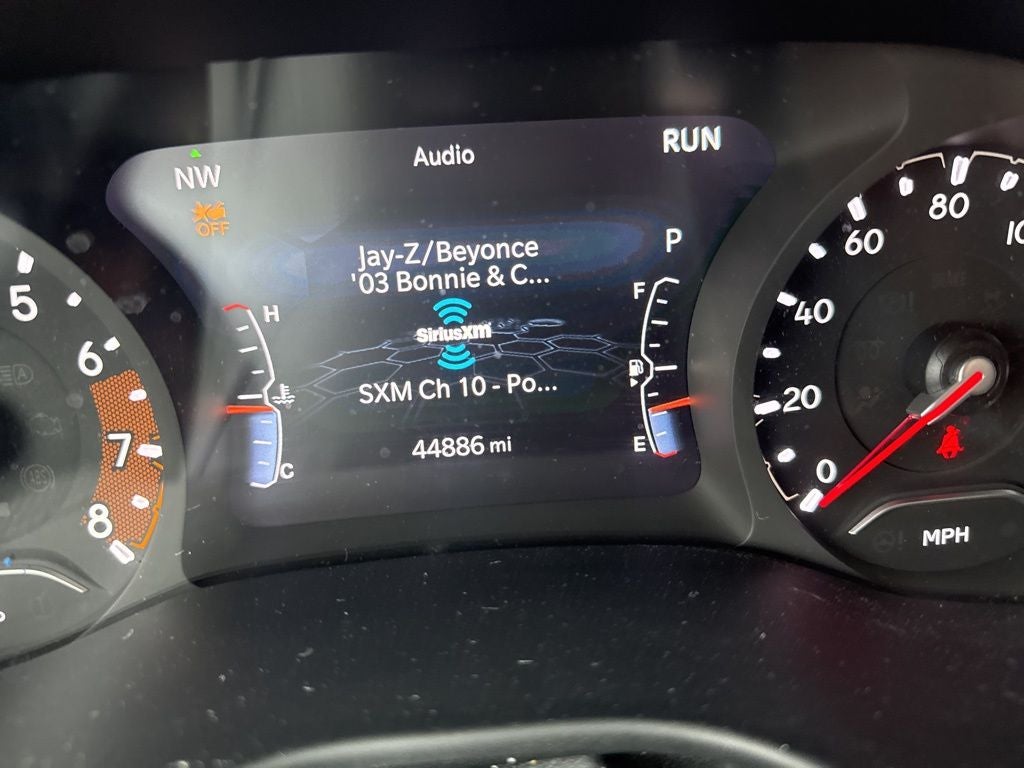 NW
Audio
RUN
OFF
Jay-Z/Beyonce
'03 Bonnie & C...
P
H
F
SiriusXm
SXM Ch 10 - Po...
44886 mi
C
E
5
6
7
8
0
20
40
60
80
MPH